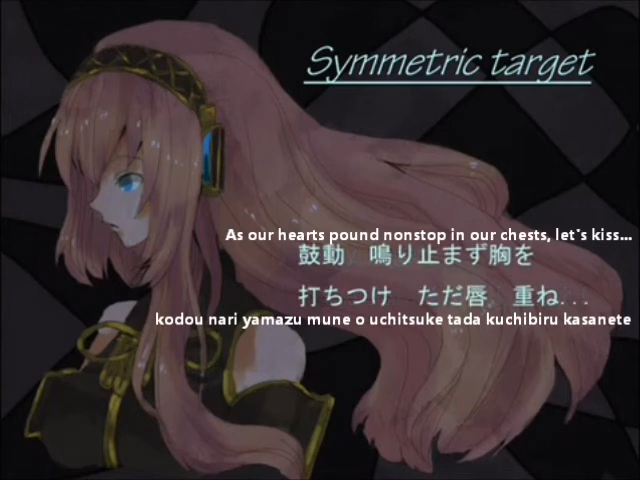 Symmetric target
As our hearts pound nonstop in our chests, let's kiss...
鼓動　鳴り止まず胸を
打ちつけ　ただ唇　重ね...
kodou nari yamazu mune o uchitsuke tada kuchibiru kasanete